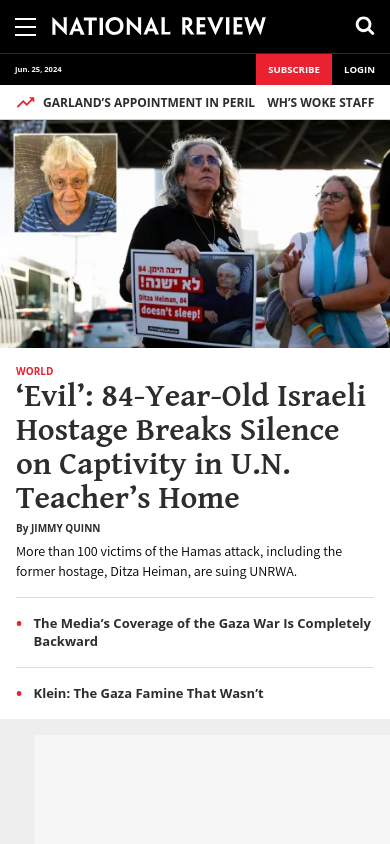 NATIONAL REVIEW
Jun. 25, 2024
SUBSCRIBE
LOGIN
GARLAND’S APPOINTMENT IN PERIL
WH’S WOKE STAFF
84 ,דיצה היימן
לא ישנה!
Ditza Heiman, 84
doesn't sleep!
WORLD
‘Evil’: 84-Year-Old Israeli
Hostage Breaks Silence
on Captivity in U.N.
Teacher’s Home
By JIMMY QUINN
More than 100 victims of the Hamas attack, including the
former hostage, Ditza Heiman, are suing UNRWA.
• The Media’s Coverage of the Gaza War Is Completely
Backward
• Klein: The Gaza Famine That Wasn’t